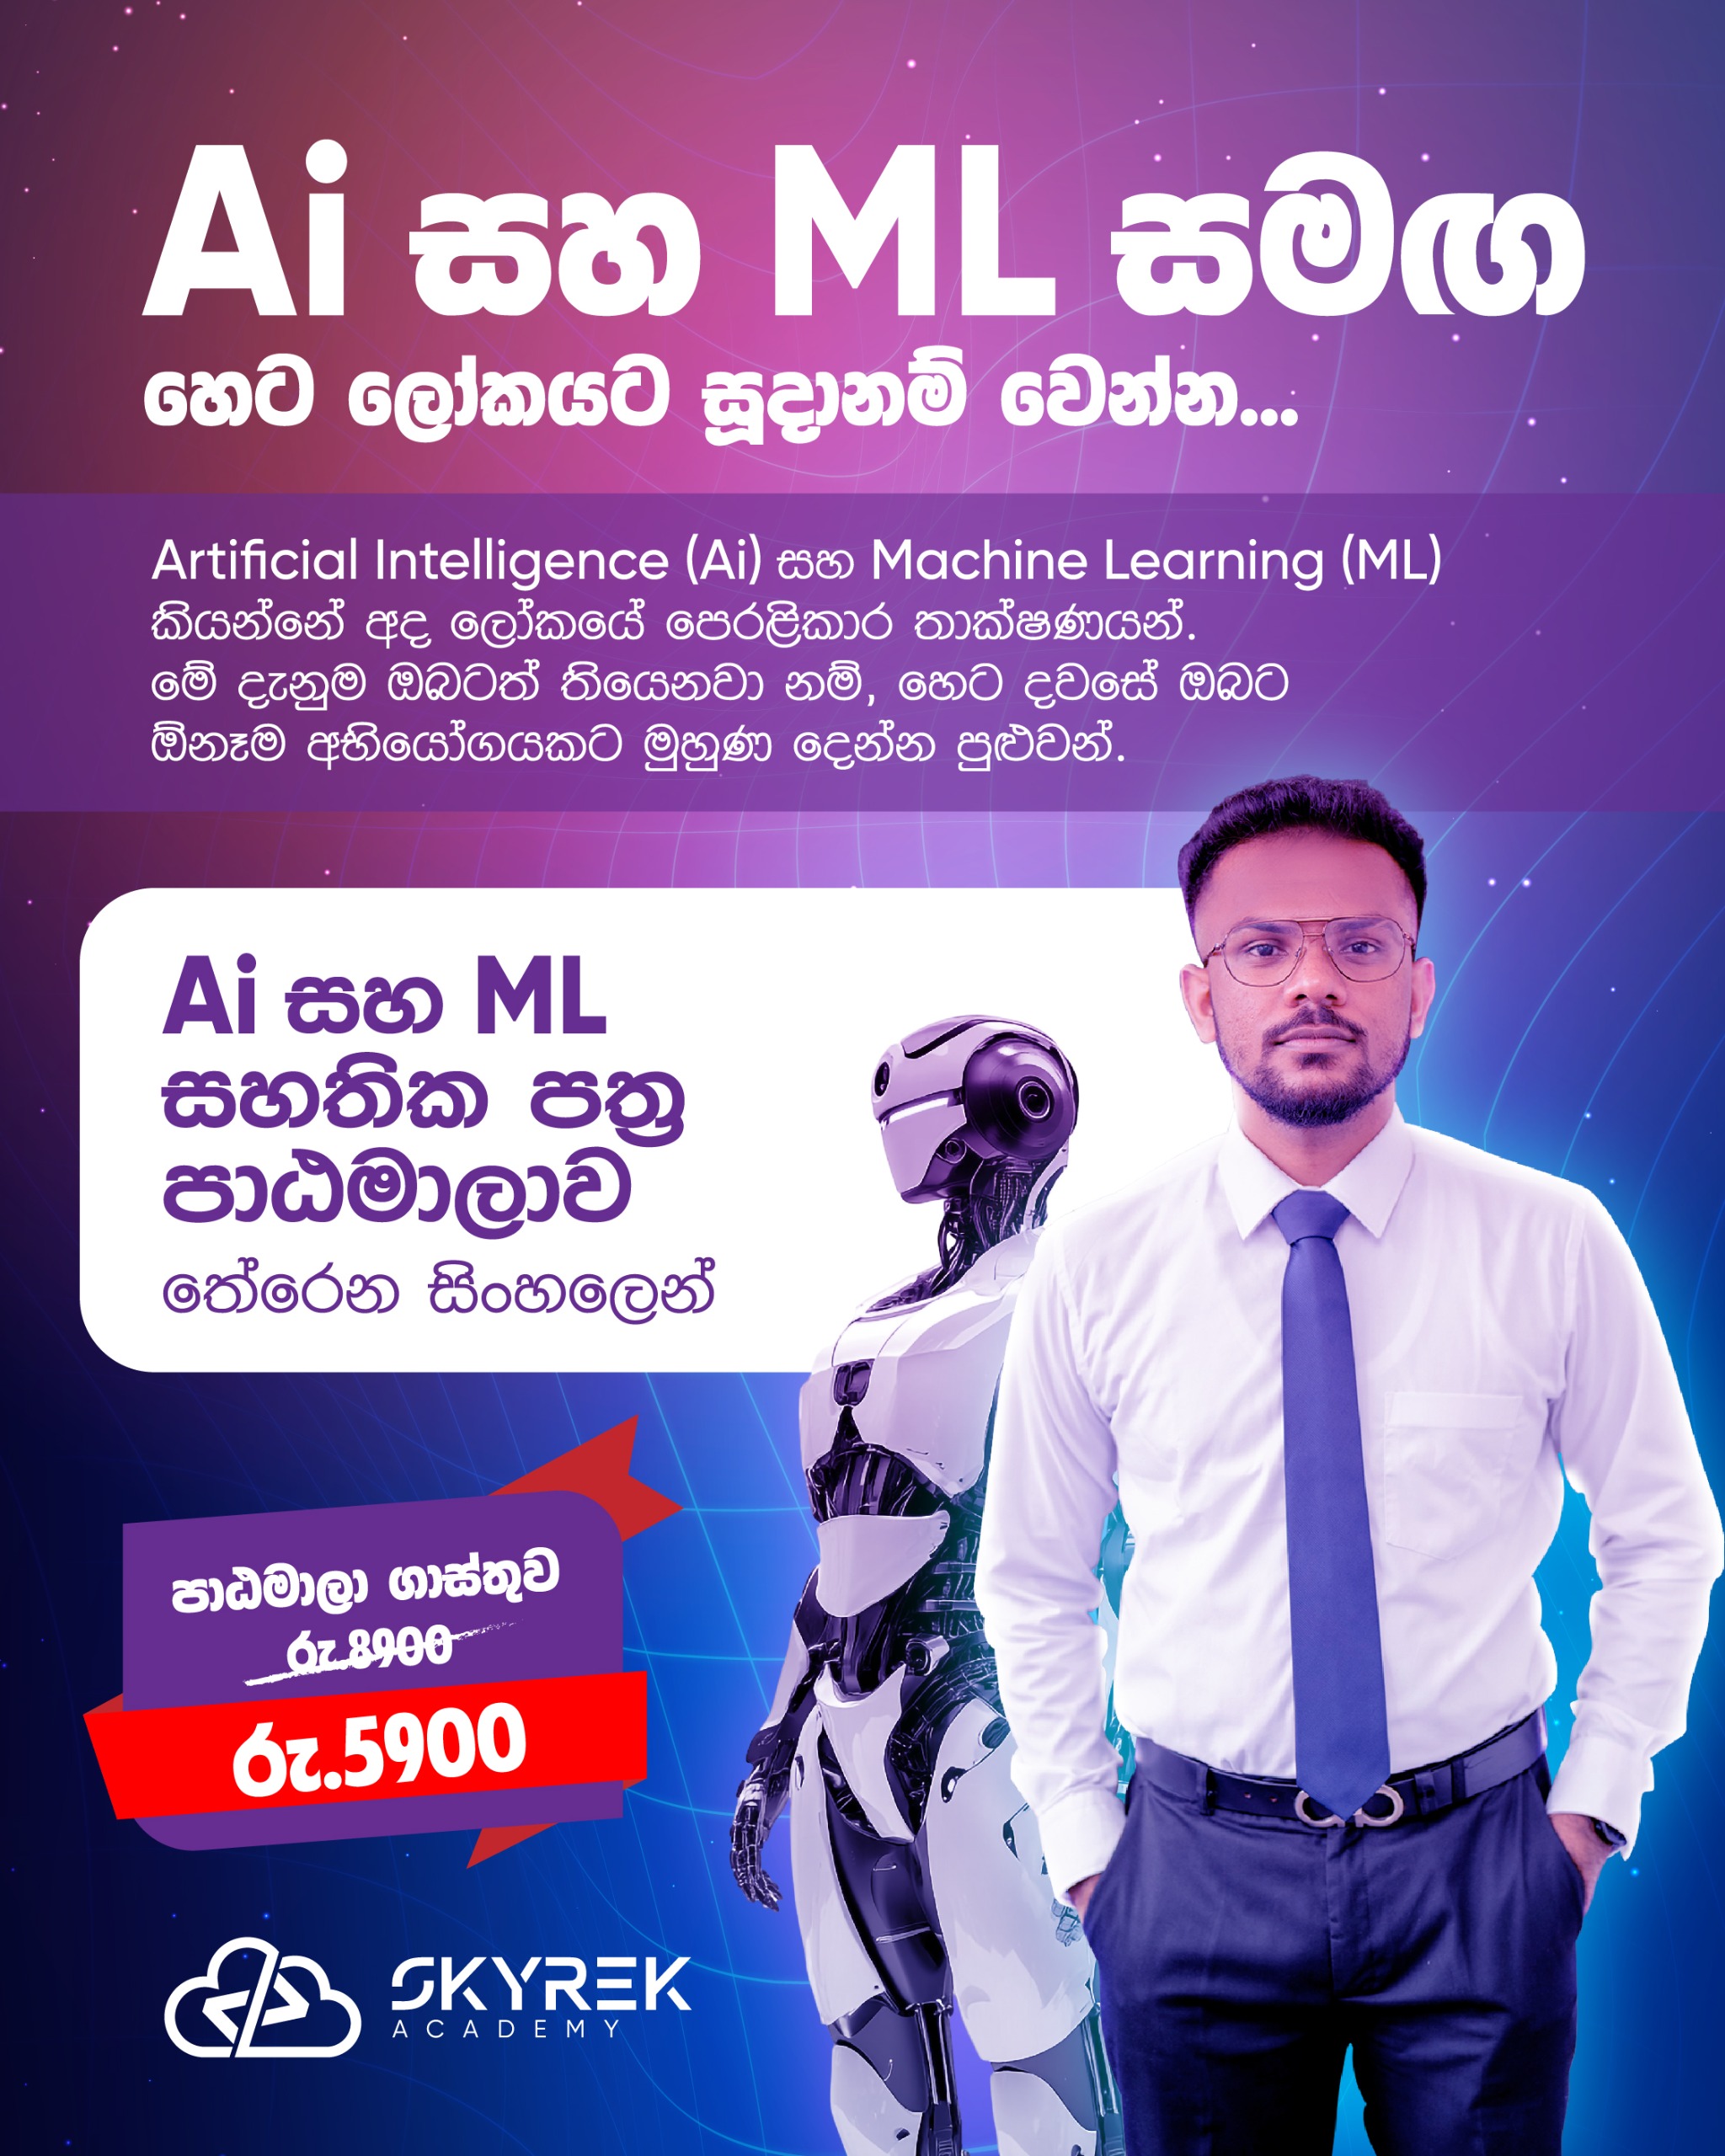 Ai සහ ML සමඟ
හෙට ලෝකයට සූදානම් වෙන්න...
Artificial Intelligence (Ai) සහ Machine Learning (ML)
කියන්නේ අද ලෝකයේ පෙරළිකාර තාක්ෂණයන්.
මේ දැනුම ඔබටත් තියෙනවා නම්, හෙට දවසේ ඔබට
ඕනෑම අභියෝගයකට මුහුණ දෙන්න පුළුවන්.
Ai සහ ML
සහතික පත්‍ර
පාඨමාලාව
තේරෙන සිංහලෙන්
පාඨමාලා ගාස්තුව
රු.8900
රු.5900
SKYREK
ACADEMY